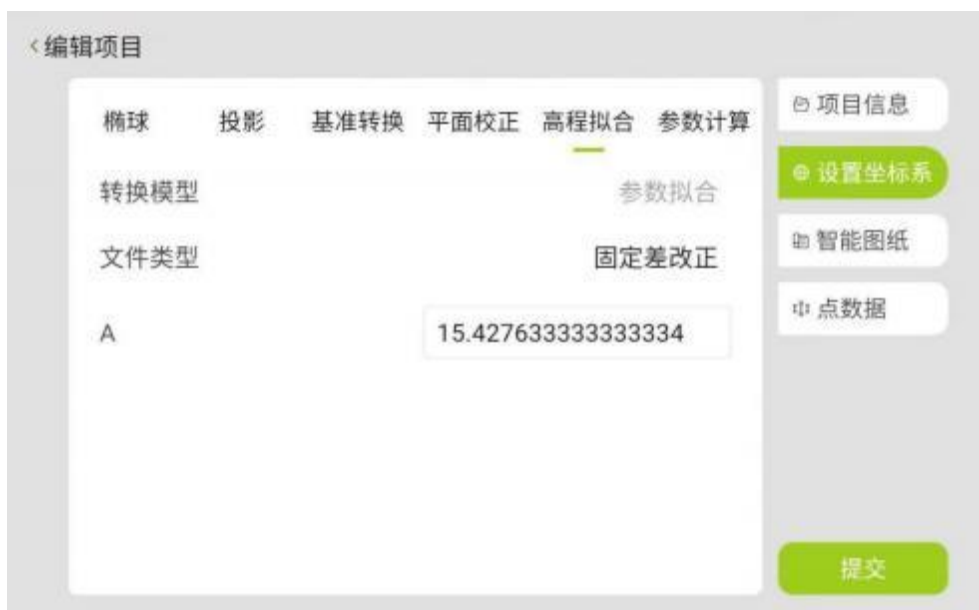 编辑项目
椭球 投影 基准转换 平面校正 高程拟合 参数计算
转换模型 参数拟合
文件类型 固定差改正
A 15.427633333333334
项目信息
设置坐标系
智能图纸
点数据
提交